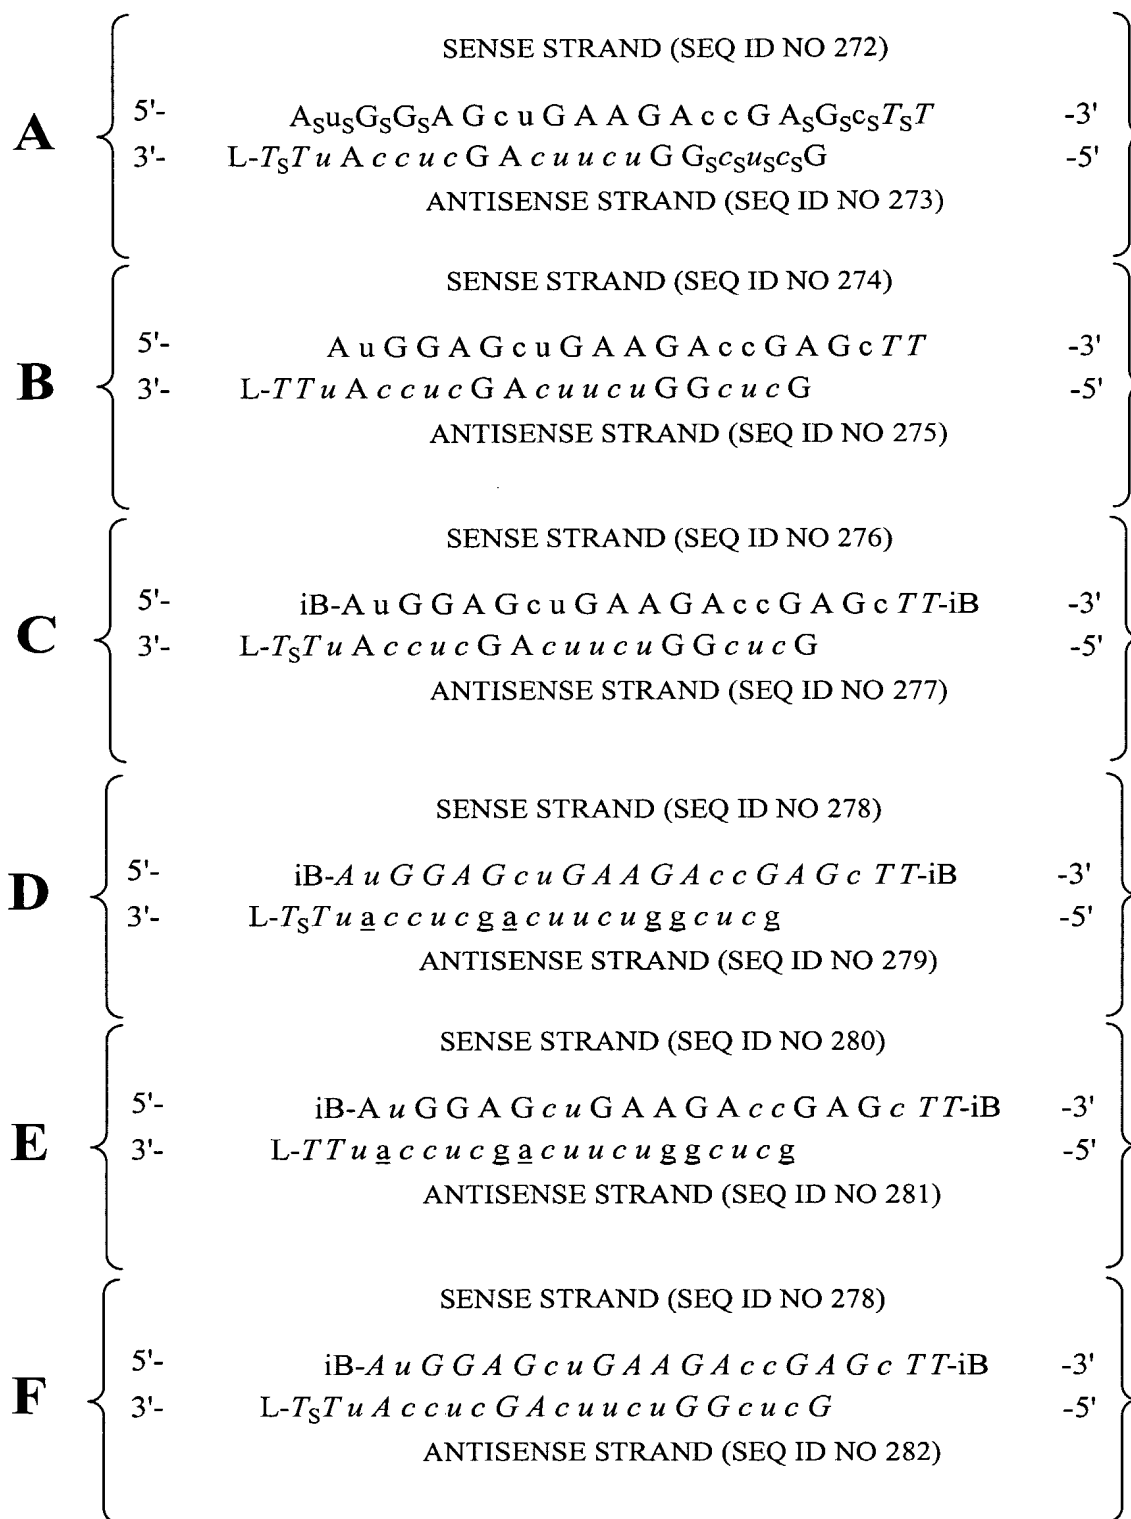 SENSE STRAND (SEQ ID NO 272)
A
5'- AsusGsGsA G c u G A A G A c c G AsGscsTsT -3'
3'- L-TsT u A c c u c G A c u u c u G GscsuscsG -5'
ANTISENSE STRAND (SEQ ID NO 273)
SENSE STRAND (SEQ ID NO 274)
B
5'- A u G G A G c u G A A G A c c G A G c T T -3'
3'- L-T T u A c c u c G A c u u c u G G c u c G -5'
ANTISENSE STRAND (SEQ ID NO 275)
SENSE STRAND (SEQ ID NO 276)
C
5'- iB-A u G G A G c u G A A G A c c G A G c T T-iB -3'
3'- L-TsT u A c c u c G A c u u c u G G c u c G -5'
ANTISENSE STRAND (SEQ ID NO 277)
SENSE STRAND (SEQ ID NO 278)
D
5'- iB-A u G G A G c u G A A G A c c G A G c T T-iB -3'
3'- L-TsT u a c c u c g a c u u c u g g c u c g -5'
ANTISENSE STRAND (SEQ ID NO 279)
SENSE STRAND (SEQ ID NO 280)
E
5'- iB-A u G G A G c u G A A G A c c G A G c T T-iB -3'
3'- L-T T u a c c u c g a c u u c u g g c u c g -5'
ANTISENSE STRAND (SEQ ID NO 281)
SENSE STRAND (SEQ ID NO 278)
F
5'- iB-A u G G A G c u G A A G A c c G A G c T T-iB -3'
3'- L-TsT u A c c u c G A c u u c u G G c u c G -5'
ANTISENSE STRAND (SEQ ID NO 282)